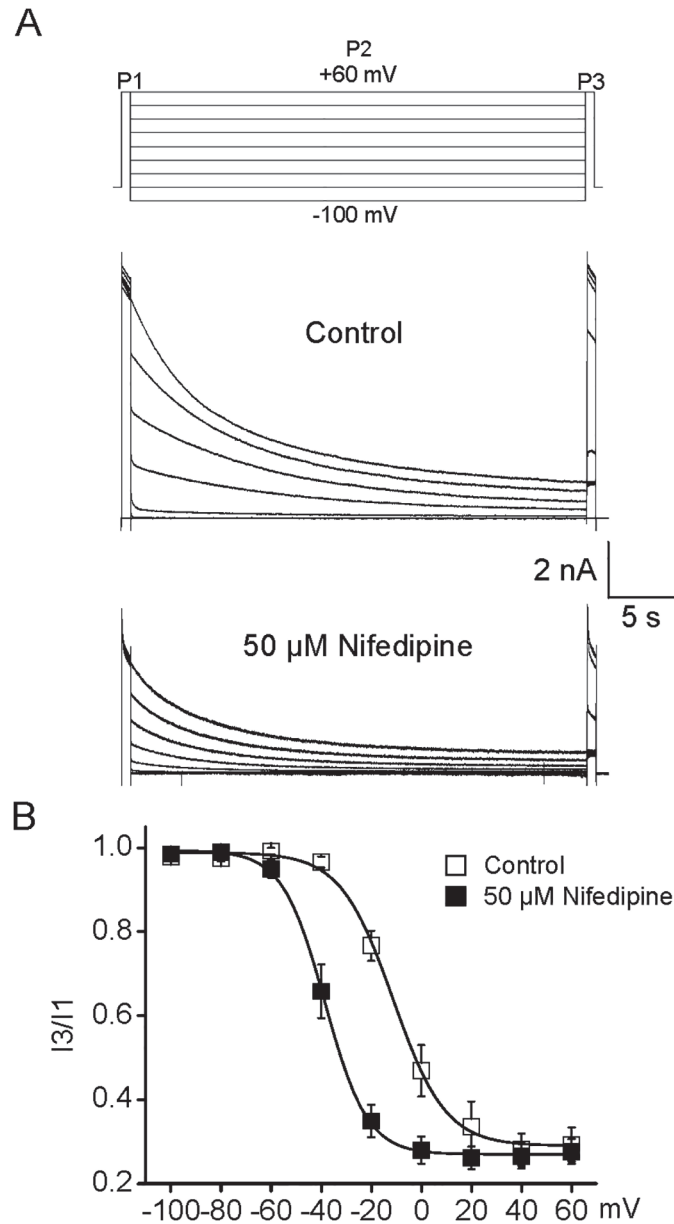 A
P2
P1 +60 mV P3
-100 mV
Control
2 nA
5 s
50 µM Nifedipine
B
1.0
0.8
0.6
0.4
0.2
I3/I1
Control
50 µM Nifedipine
-100 -80 -60 -40 -20 0 20 40 60 mV